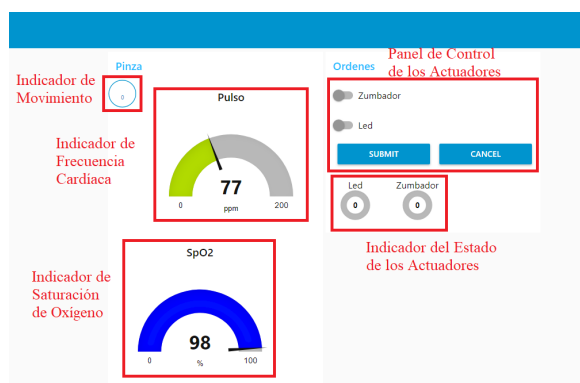 Pinza
Indicador de
Movimiento
0
Pulso
Indicador de
Frecuencia
Cardíaca
77
0
ppm
200
SpO2
Indicador de
Saturación
de Oxígeno
98
0
%
100
Ordenes
Panel de Control
de los Actuadores
Zumbador
Led
SUBMIT CANCEL
Led Zumbador
0 0
Indicador del Estado
de los Actuadores